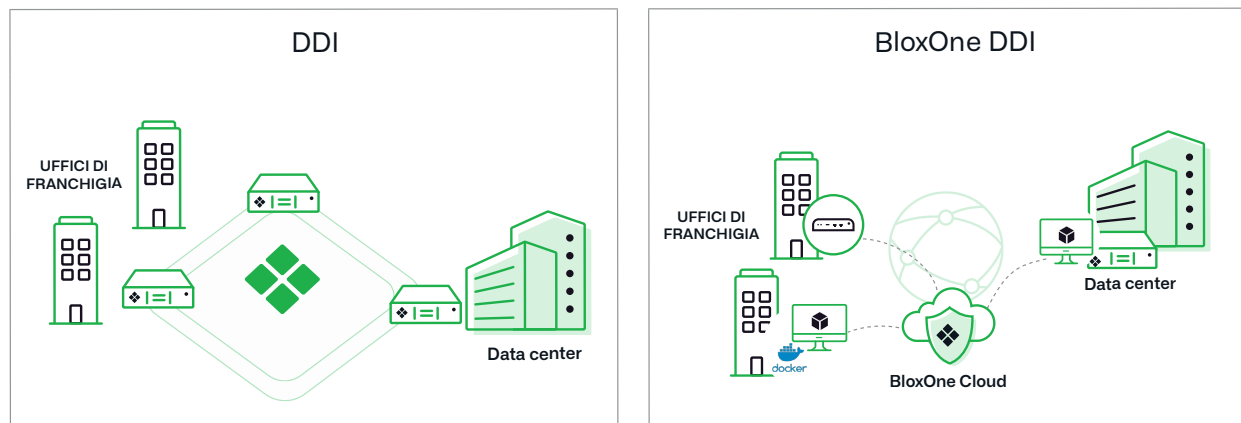 DDI
UFFICI DI
FRANCHIGIA
Data center
BloxOne DDI
UFFICI DI
FRANCHIGIA
Data center
docker
BloxOne Cloud